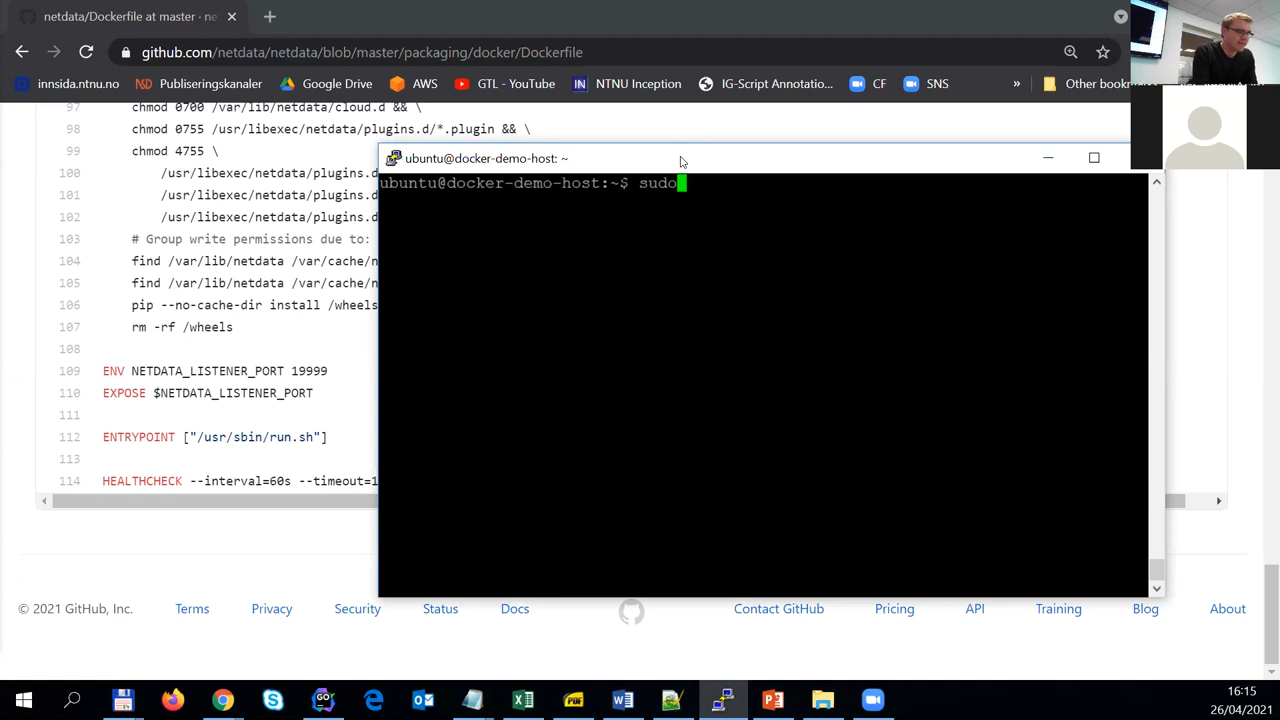 netdata/Dockerfile at master · ne
github.com/netdata/netdata/blob/master/packaging/docker/Dockerfile
innsida.ntnu.no
Publiseringskanaler
Google Drive
AWS
GTL - YouTube
NTNU Inception
IG-Script Annotatio...
CF
SNS
»
Other bookm
97 chmod 0700 /var/lib/netdata/cloud.d && \
98 chmod 0755 /usr/libexec/netdata/plugins.d/*.plugin && \
99 chmod 4755 \
100 /usr/libexec/netdata/plugins.d
101 /usr/libexec/netdata/plugins.d
102 /usr/libexec/netdata/plugins.d
103 # Group write permissions due to:
104 find /var/lib/netdata /var/cache/n
105 find /var/lib/netdata /var/cache/n
106 pip --no-cache-dir install /wheels
107 rm -rf /wheels
108
109 ENV NETDATA_LISTENER_PORT 19999
110 EXPOSE $NETDATA_LISTENER_PORT
111
112 ENTRYPOINT ["/usr/sbin/run.sh"]
113
114 HEALTHCHECK --interval=60s --timeout=1
ubuntu@docker-demo-host: ~
ubuntu@docker-demo-host:~$ sudo
© 2021 GitHub, Inc.
Terms
Privacy
Security
Status
Docs
Contact GitHub
Pricing
API
Training
Blog
About
16:15
26/04/2021